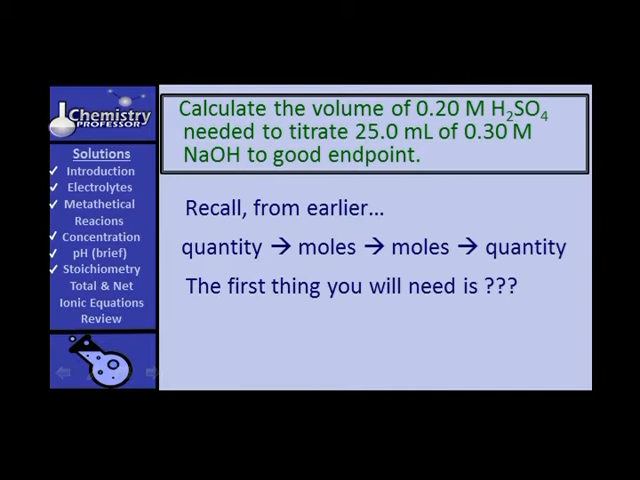 Chemistry
PROFESSOR
Solutions
✓ Introduction
✓ Electrolytes
✓ Metathetical
Reacions
✓ Concentration
✓ pH (brief)
✓ Stoichiometry
Total & Net
Ionic Equations
Review
Calculate the volume of 0.20 M H₂SO₄
needed to titrate 25.0 mL of 0.30 M
NaOH to good endpoint.
Recall, from earlier...
quantity → moles → moles → quantity
The first thing you will need is ???